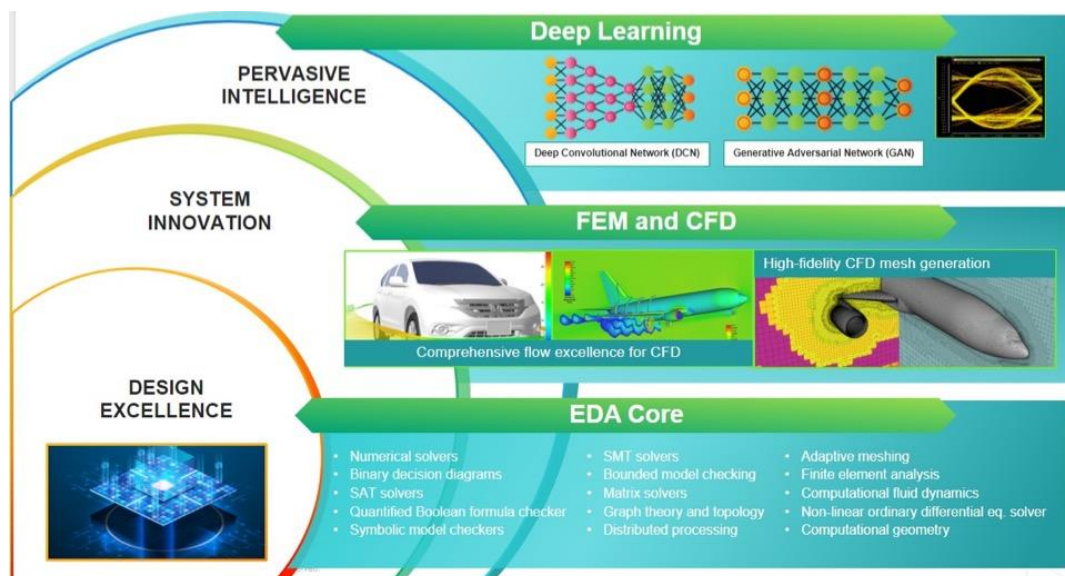 Deep Learning
PERVASIVE
INTELLIGENCE
Deep Convolutional Network (DCN)
Generative Adversarial Network (GAN)
SYSTEM
INNOVATION
FEM and CFD
High-fidelity CFD mesh generation
Comprehensive flow excellence for CFD
DESIGN
EXCELLENCE
EDA Core
• Numerical solvers
• Binary decision diagrams
• SAT solvers
• Quantified Boolean formula checker
• Symbolic model checkers
• SMT solvers
• Bounded model checking
• Matrix solvers
• Graph theory and topology
• Distributed processing
• Adaptive meshing
• Finite element analysis
• Computational fluid dynamics
• Non-linear ordinary differential eq. solver
• Computational geometry